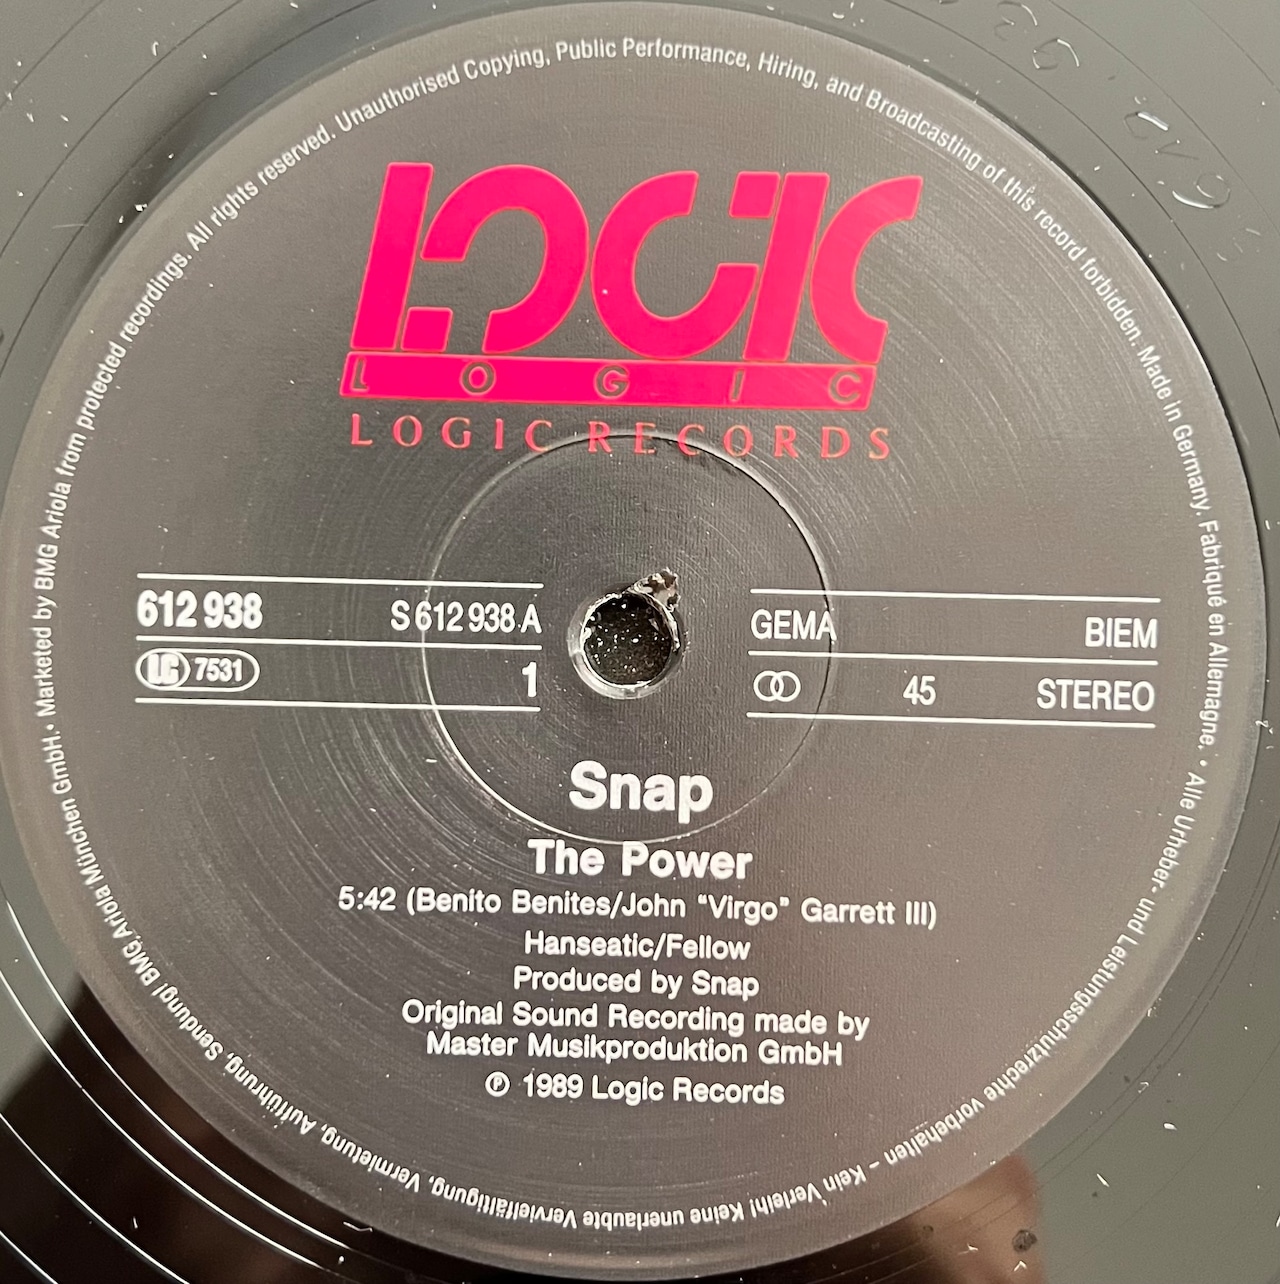 Marketed by BMG Ariola from protected recordings. All rights reserved. Unauthorised Copying, Public Performance, Hiring, and Broadcasting of this record forbidden. Made in Germany. Fabriqué en Allemagne. •
LOGIC
LOGIC
LOGIC RECORDS
612 938 S 612 938 A
LC 7531 1
GEMA BIEM
45 STEREO
Snap
The Power
5:42 (Benito Benites/John "Virgo" Garrett III)
Hanseatic/Fellow
Produced by Snap
Original Sound Recording made by
Master Musikproduktion GmbH
℗ 1989 Logic Records
Alle Urheber- und Leistungsschutzrechte vorbehalten – Kein Verleih! Keine unerlaubte Vervielfältigung, Vermietung, Aufführung, Sendung! BMG Ariola München GmbH. •